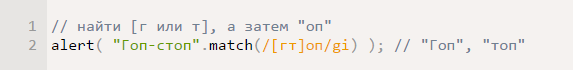 1 // найти [г или т], а затем "оп"
2 alert( "Гоп-стоп".match(/[гт]оп/gi) ); // "Гоп", "топ"